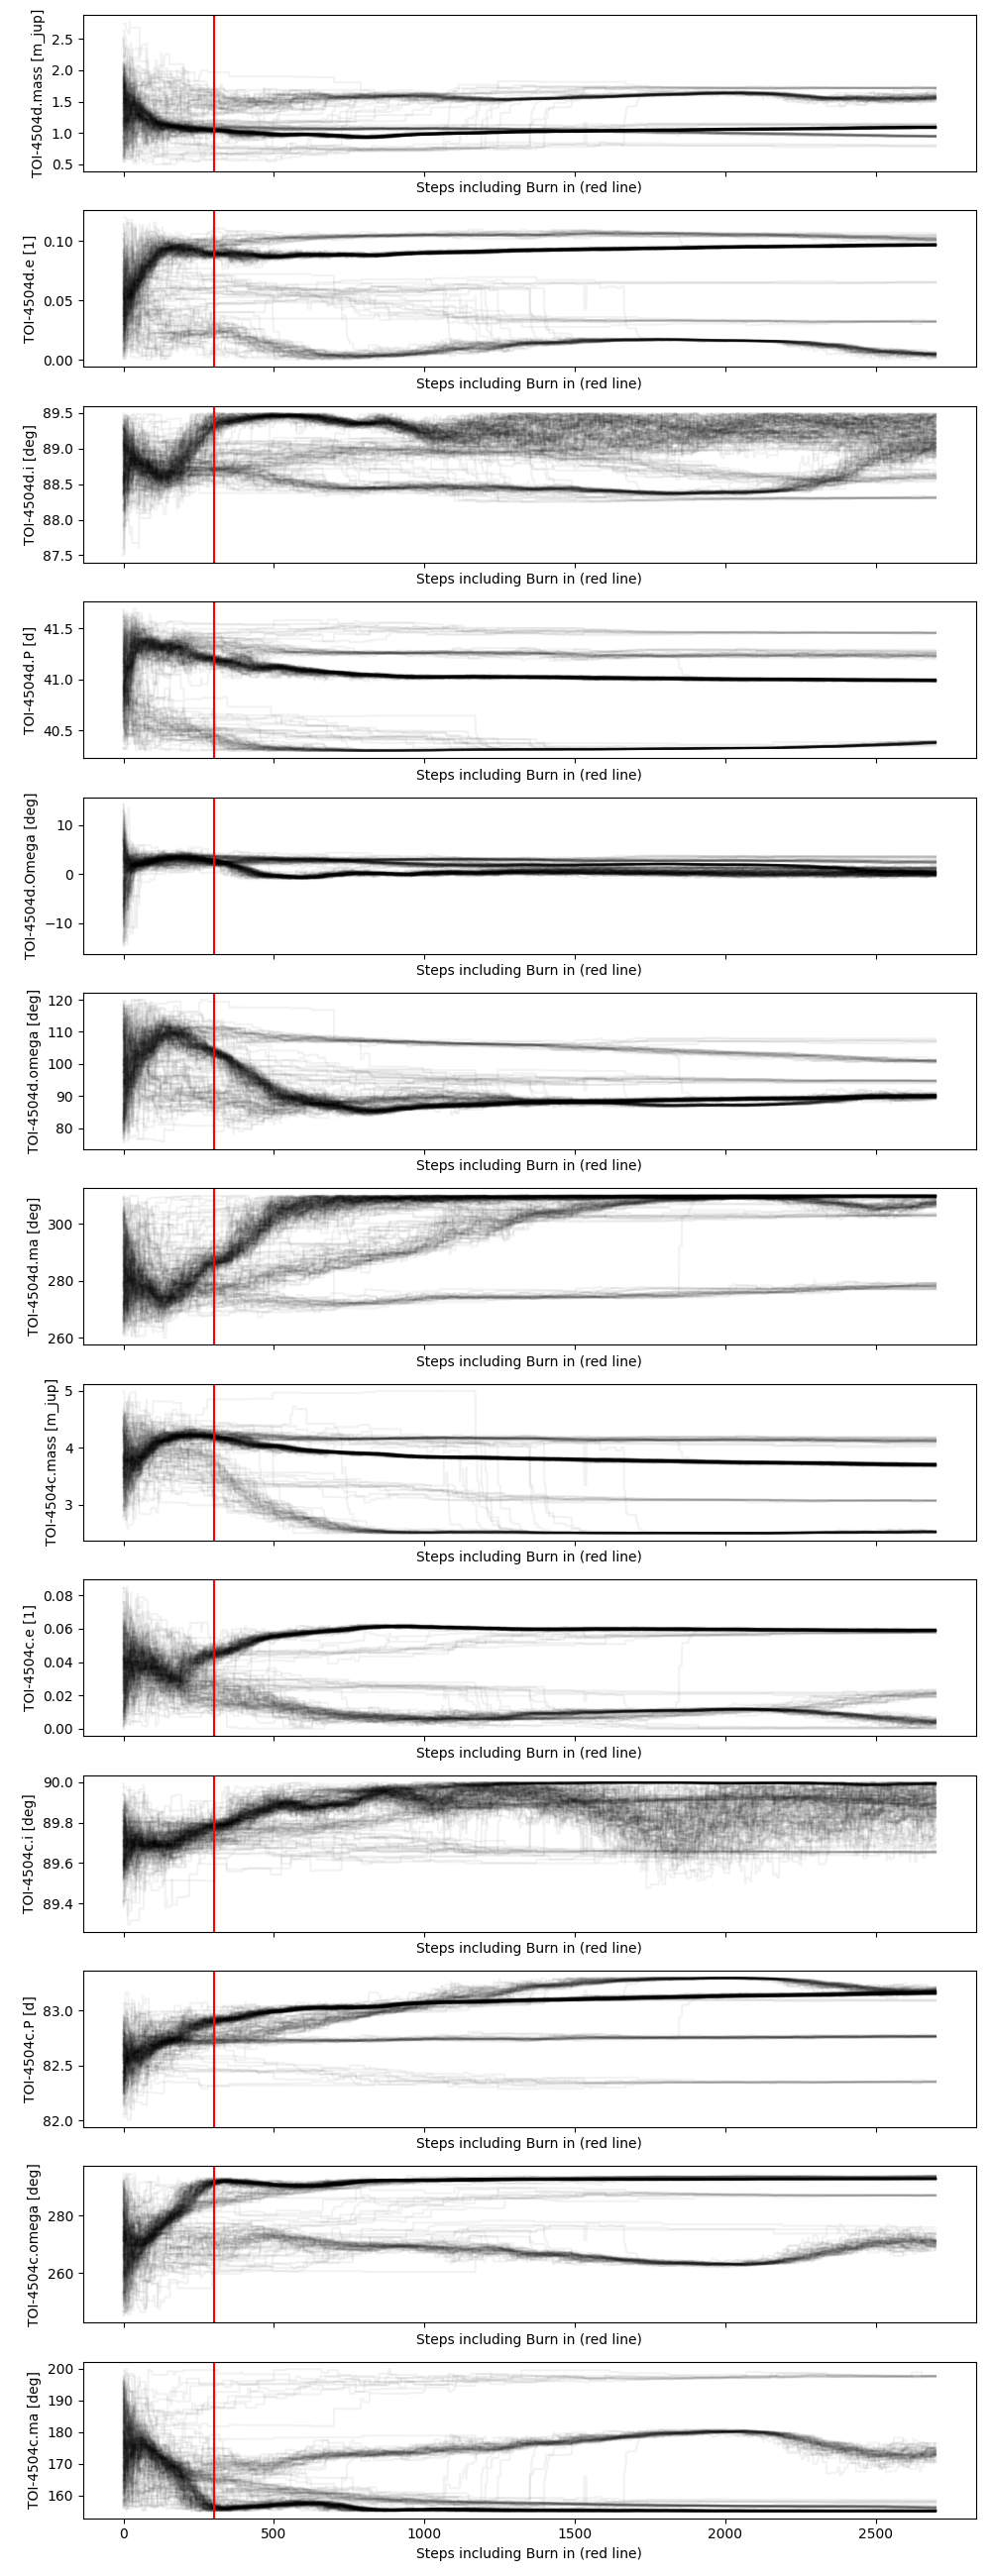 TOI-4504d.mass [m_jup]
2.5
2.0
1.5
1.0
0.5
Steps including Burn in (red line)
TOI-4504d.e [1]
0.10
0.05
0.00
Steps including Burn in (red line)
TOI-4504d.i [deg]
89.5
89.0
88.5
88.0
87.5
Steps including Burn in (red line)
TOI-4504d.P [d]
41.5
41.0
40.5
Steps including Burn in (red line)
TOI-4504d.Omega [deg]
10
0
−10
Steps including Burn in (red line)
TOI-4504d.omega [deg]
120
110
100
90
80
Steps including Burn in (red line)
TOI-4504d.ma [deg]
300
280
260
Steps including Burn in (red line)
TOI-4504c.mass [m_jup]
5
4
3
Steps including Burn in (red line)
TOI-4504c.e [1]
0.08
0.06
0.04
0.02
0.00
Steps including Burn in (red line)
TOI-4504c.i [deg]
90.0
89.8
89.6
89.4
Steps including Burn in (red line)
TOI-4504c.P [d]
83.0
82.5
82.0
Steps including Burn in (red line)
TOI-4504c.omega [deg]
280
260
Steps including Burn in (red line)
TOI-4504c.ma [deg]
200
190
180
170
160
0 500 1000 1500 2000 2500
Steps including Burn in (red line)